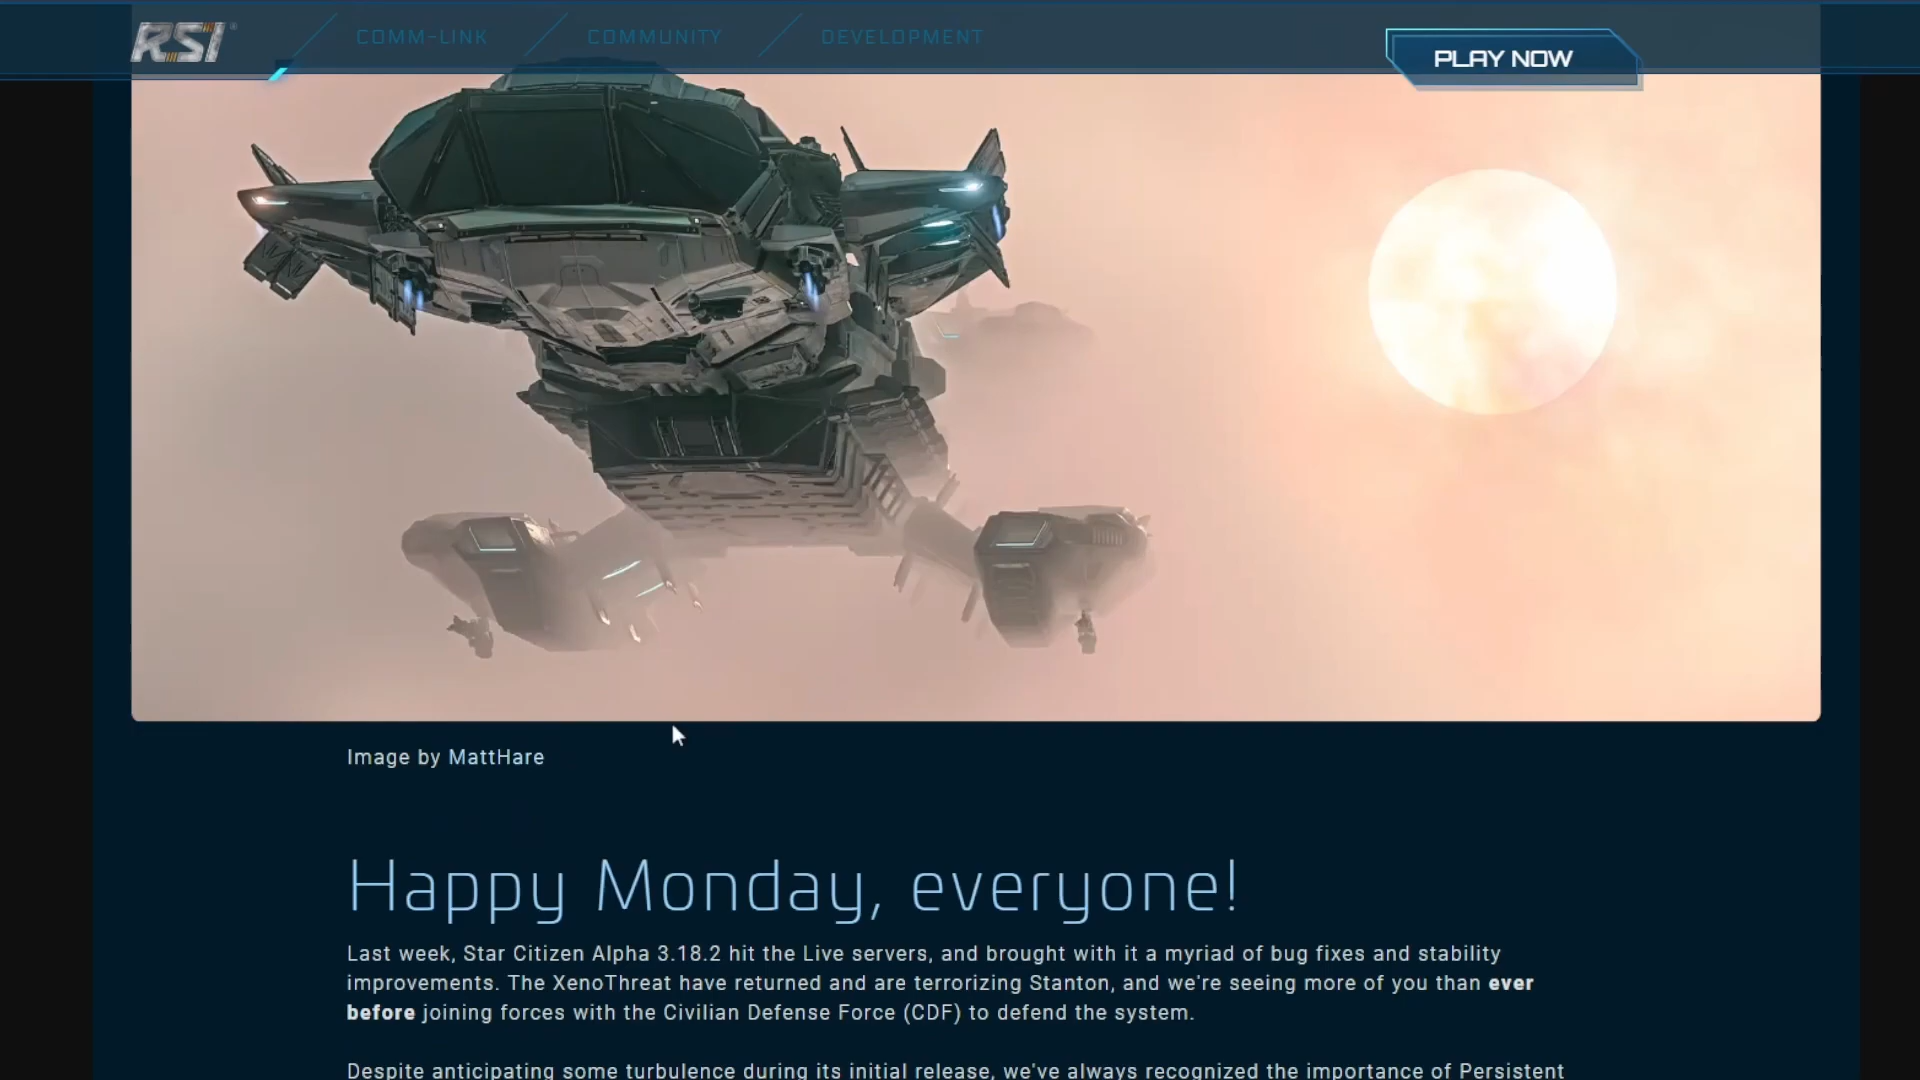 RSI
COMM-LINK
COMMUNITY
DEVELOPMENT
PLAY NOW
Image by MattHare
Happy Monday, everyone!
Last week, Star Citizen Alpha 3.18.2 hit the Live servers, and brought with it a myriad of bug fixes and stability
improvements. The XenoThreat have returned and are terrorizing Stanton, and we're seeing more of you than ever
before joining forces with the Civilian Defense Force (CDF) to defend the system.
Despite anticipating some turbulence during its initial release, we've always recognized the importance of Persistent